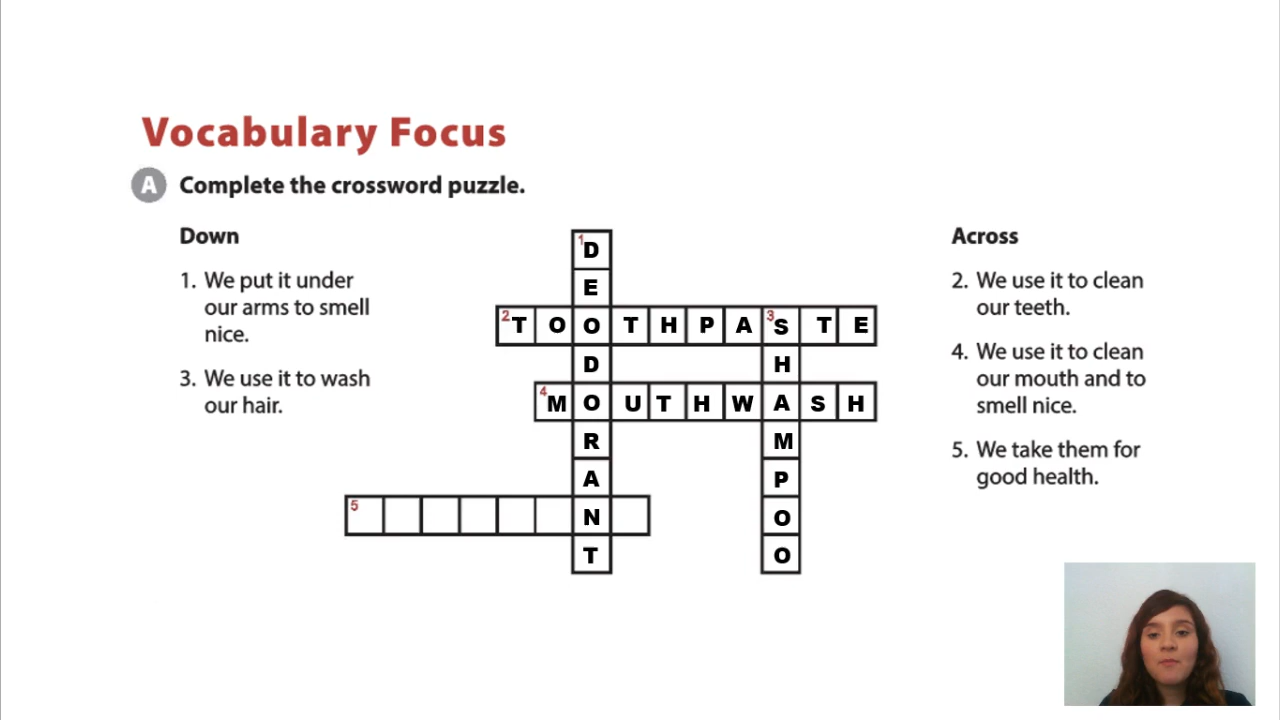 Vocabulary Focus
A Complete the crossword puzzle.
Down
1. We put it under
our arms to smell
nice.
3. We use it to wash
our hair.
1 D
E
2 T O O T H P A 3 S T E
D H
4 M O U T H W A S H
R M
A P
5 N O
T O
Across
2. We use it to clean
our teeth.
4. We use it to clean
our mouth and to
smell nice.
5. We take them for
good health.